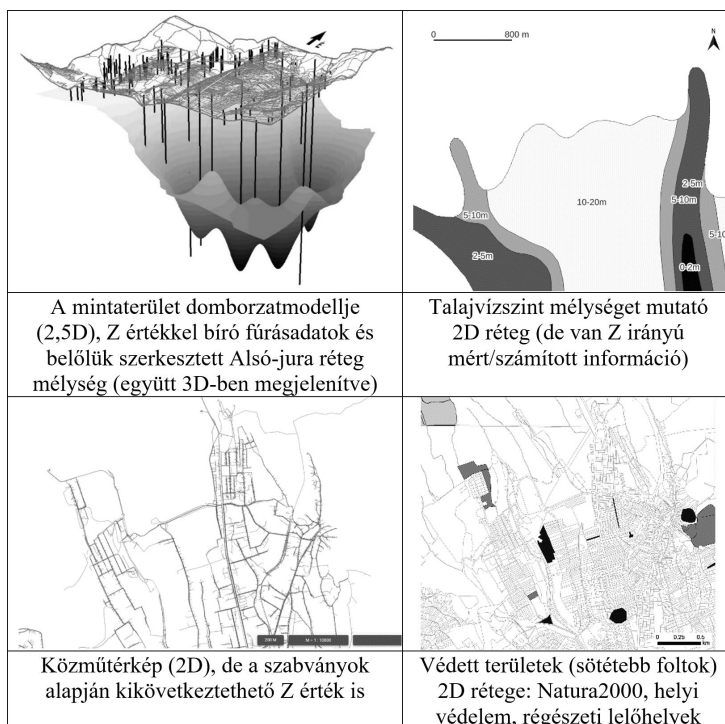 0 800 m
N
10-20m
5-10m
2-5m
2-5m
5-10m
5-10
0-2m
A mintaterület domborzatmodellje
(2,5D), Z értékkel bíró fúrásadatok és
belőlük szerkesztett Alsó-jura réteg
mélység (együtt 3D-ben megjelenítve)
Talajvízszint mélységet mutató
2D réteg (de van Z irányú
mért/számított információ)
200 M
M = 1 : 10000
0 0.25 0.5
km
Közműtérkép (2D), de a szabványok
alapján kikövetkeztethető Z érték is
Védett területek (sötétebb foltok)
2D rétege: Natura2000, helyi
védelem, régészeti lelőhelyek